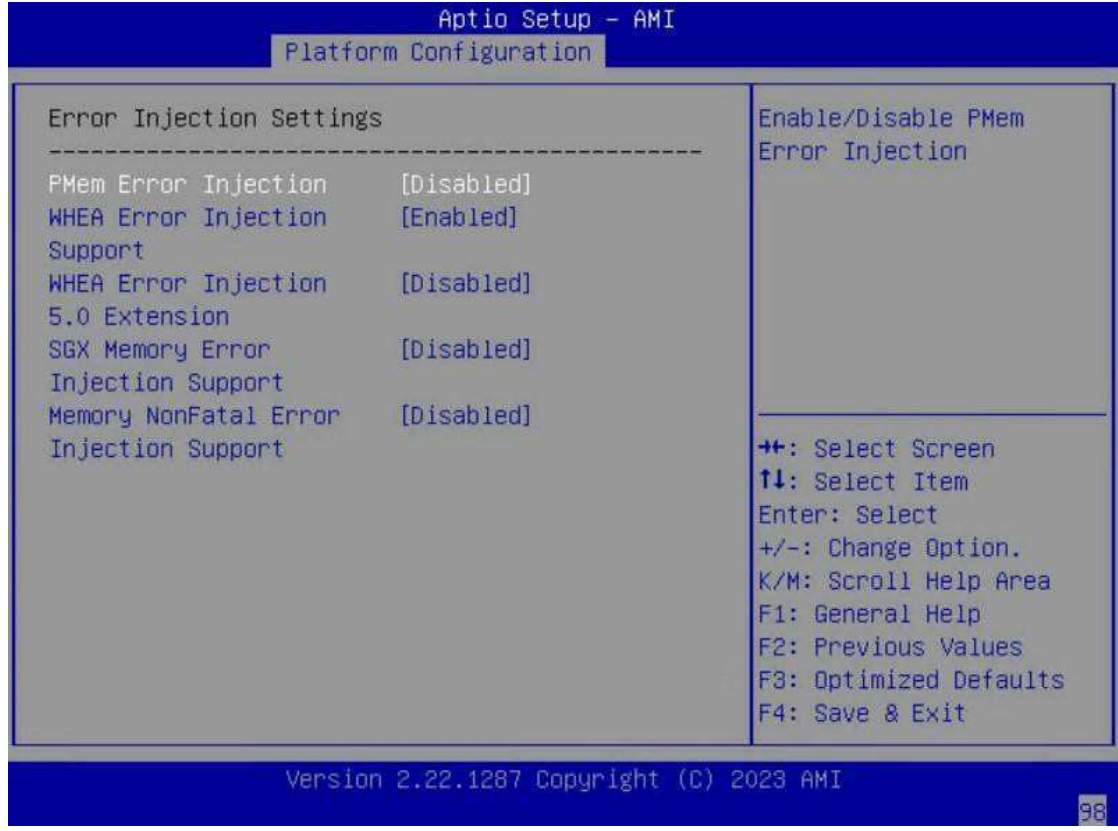 Aptio Setup – AMI
Platform Configuration
Error Injection Settings
-----------------------------------------------
PMem Error Injection [Disabled]
WHEA Error Injection [Enabled]
Support
WHEA Error Injection [Disabled]
5.0 Extension
SGX Memory Error [Disabled]
Injection Support
Memory NonFatal Error [Disabled]
Injection Support
Enable/Disable PMem
Error Injection
→←: Select Screen
↑↓: Select Item
Enter: Select
+/-: Change Option.
K/M: Scroll Help Area
F1: General Help
F2: Previous Values
F3: Optimized Defaults
F4: Save & Exit
Version 2.22.1287 Copyright (C) 2023 AMI
98